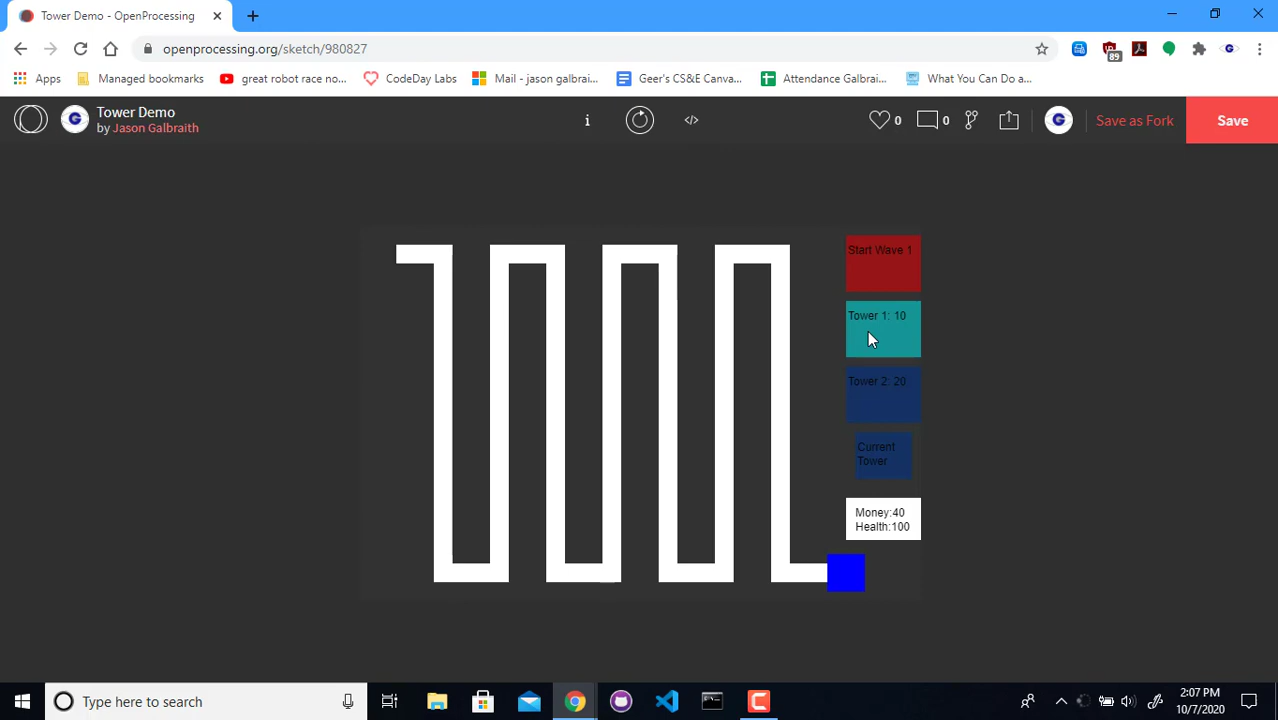 Tower Demo - OpenProcessing
openprocessing.org/sketch/980827
89
Apps
Managed bookmarks
great robot race no...
CodeDay Labs
Mail - jason galbrai...
Geer's CS&E Canva...
Attendance Galbrai...
What You Can Do a...
G
Tower Demo
by Jason Galbraith
0
0
G
Save as Fork
Save
Start Wave 1
Tower 1: 10
Tower 2: 20
Current
Tower
Money:40
Health:100
Type here to search
2:07 PM
10/7/2020